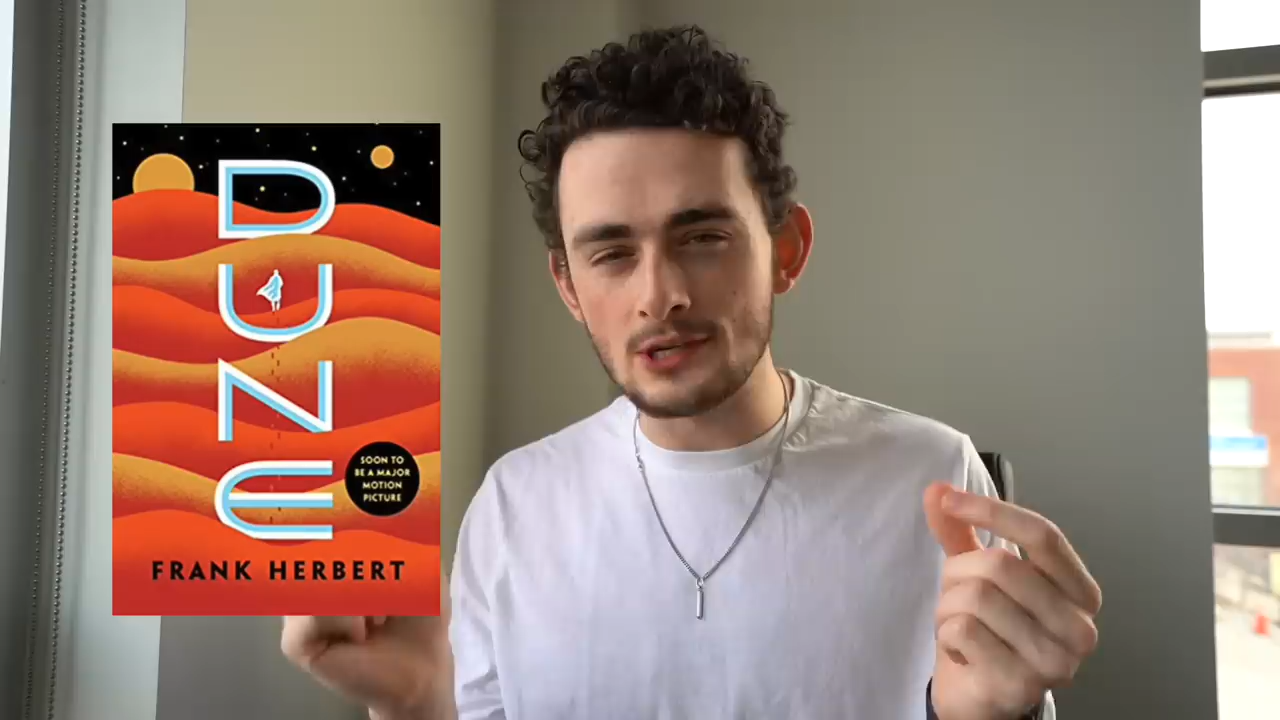 DUNE
SOON TO
BE A MAJOR
MOTION
PICTURE
FRANK HERBERT